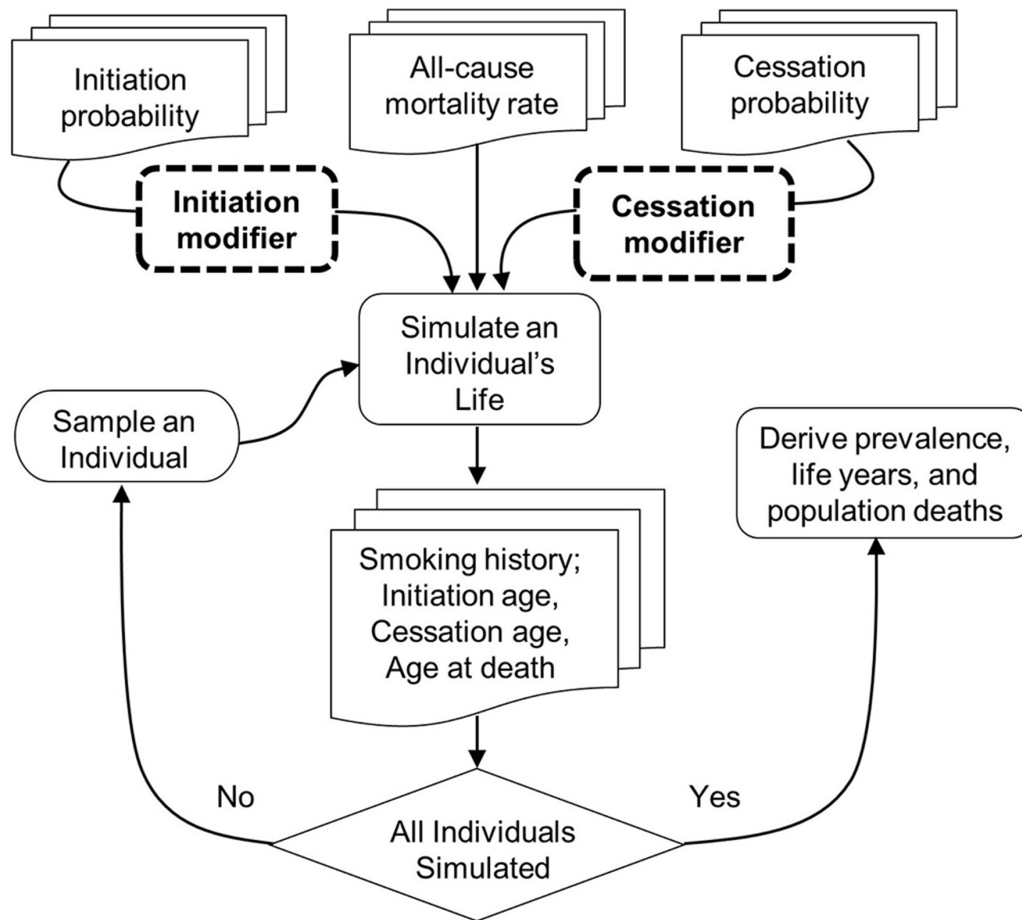 Initiation
probability
All-cause
mortality rate
Cessation
probability
Initiation
modifier
Cessation
modifier
Simulate an
Individual's
Life
Sample an
Individual
Derive prevalence,
life years, and
population deaths
Smoking history;
Initiation age,
Cessation age,
Age at death
No
Yes
All Individuals
Simulated